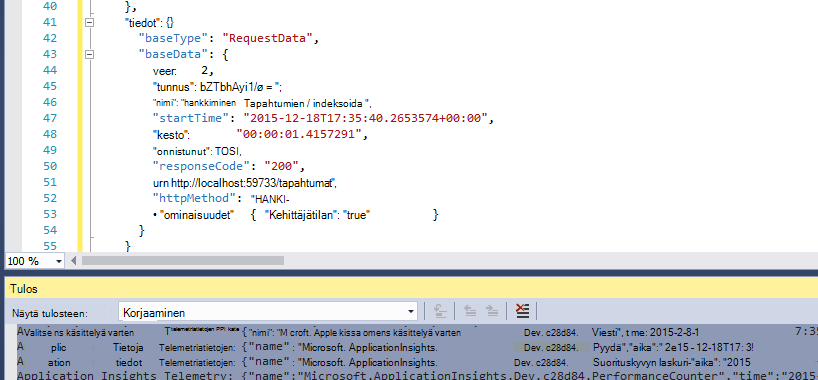 40 },
41 "tiedot": {}
42 "baseType": "RequestData",
43 "baseData": {
44 veer: 2,
45 "tunnus": bZTbhAyi1/ø = ";
46 "nimi": "hankkiminen Tapahtumien / indeksoida ",
47 "startTime": "2015-12-18T17:35:40.2653574+00:00",
48 "kesto": "00:00:01.4157291",
49 "onnistunut": TOSI,
50 "responseCode": "200",
51 urn http://localhost:59733/tapahtumat",
52 "httpMethod": "HANKI-
53 • "ominaisuudet" { "Kehittäjätilan": "true" }
54 }
55 }
100 %
Tulos
Näytä tulosteen: Korjaaminen
AValitse ns käsittelyä varten Ttelemetriatietojen PPI kate {"nimi": "M croft. Apple kissa omens käsittelyä varten Dev. c28d84. Viesti", t me: 2015-2-8-1 7:35
A plic Tietoja Telemetriatietojen: {"name": "Microsoft. ApplicationInsights. Dev. c28d84. Pyydä","aika":" 2e15 - 12-18T17: 3!
A ation tiedot Telemetriatietojen: {"name": "Microsoft. ApplicationInsights. Dev. c28d84. Suorituskyvyn laskuri-"aika": "2015
Application Insights Telemetry: {"name":"Microsoft.ApplicationInsights.Dev.c28d84.PerformanceCounter","time":"2015-